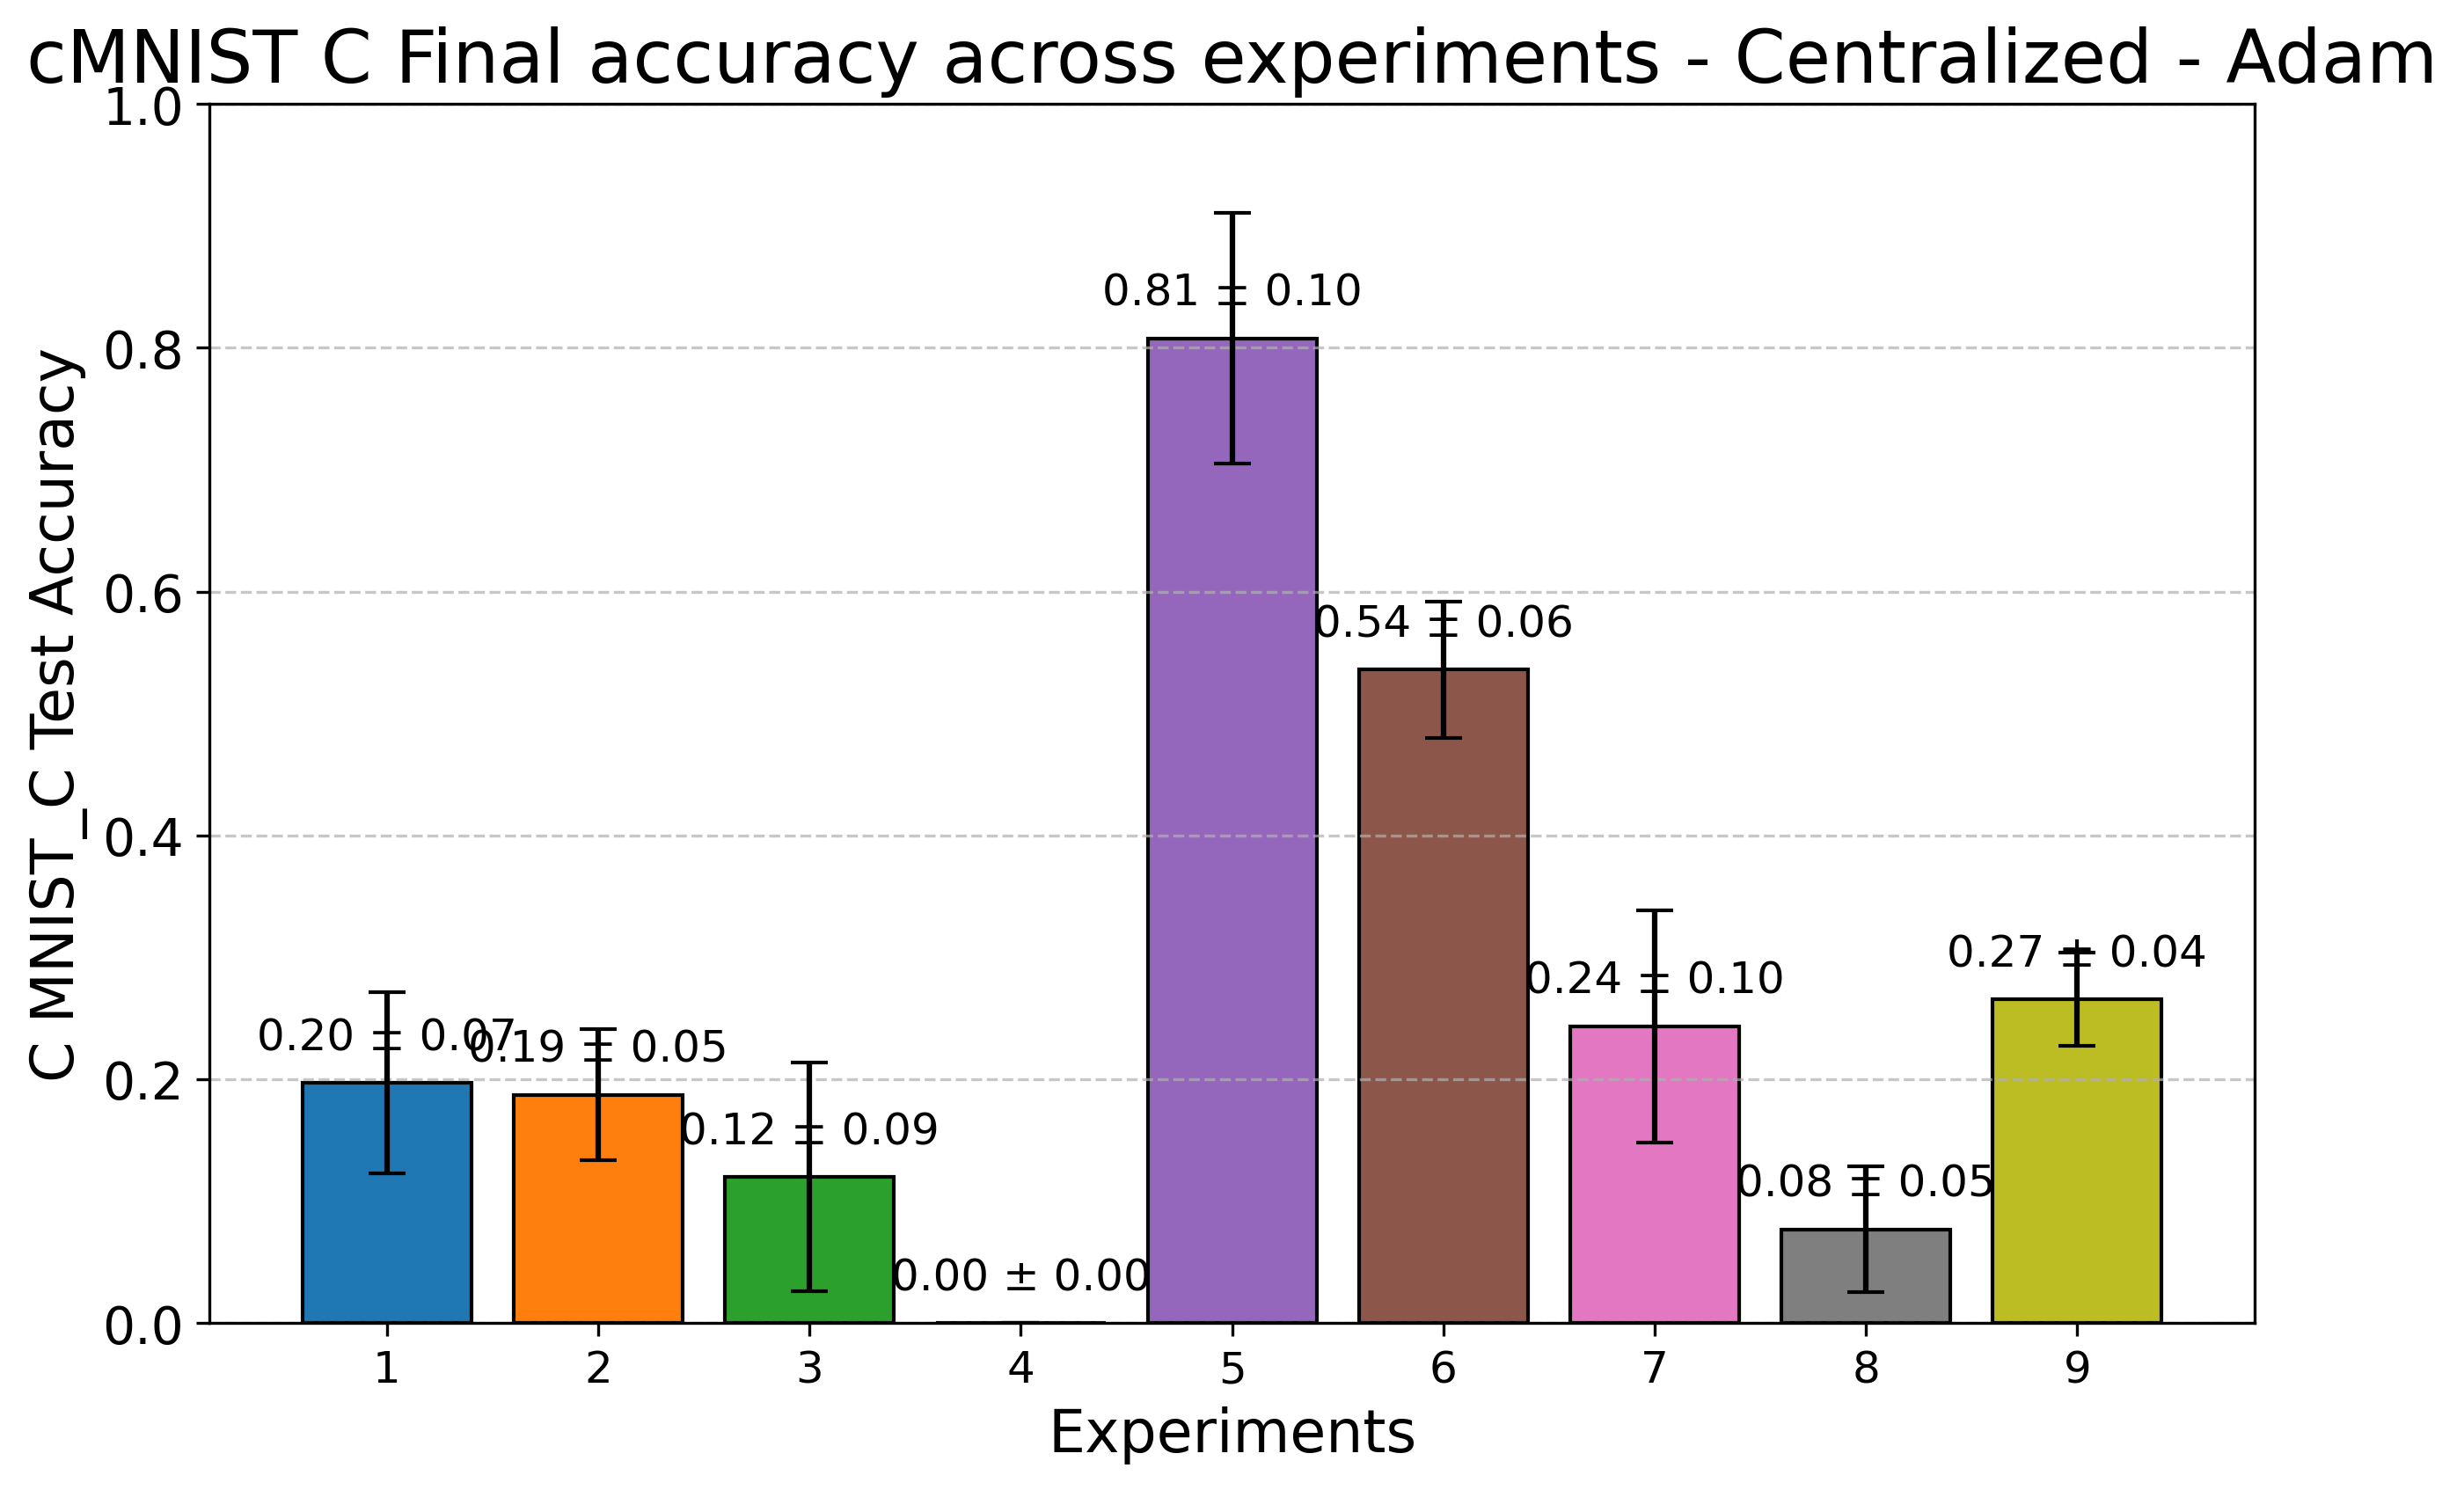 cMNIST C Final accuracy across experiments - Centralized - Adam
C MNIST_C Test Accuracy
1.0
0.8
0.6
0.4
0.2
0.0
0.81 ± 0.10
0.54 ± 0.06
0.24 ± 0.10
0.27 ± 0.04
0.20 ± 0.07
0.19 ± 0.05
0.12 ± 0.09
0.08 ± 0.05
0.00 ± 0.00
1 2 3 4 5 6 7 8 9
Experiments